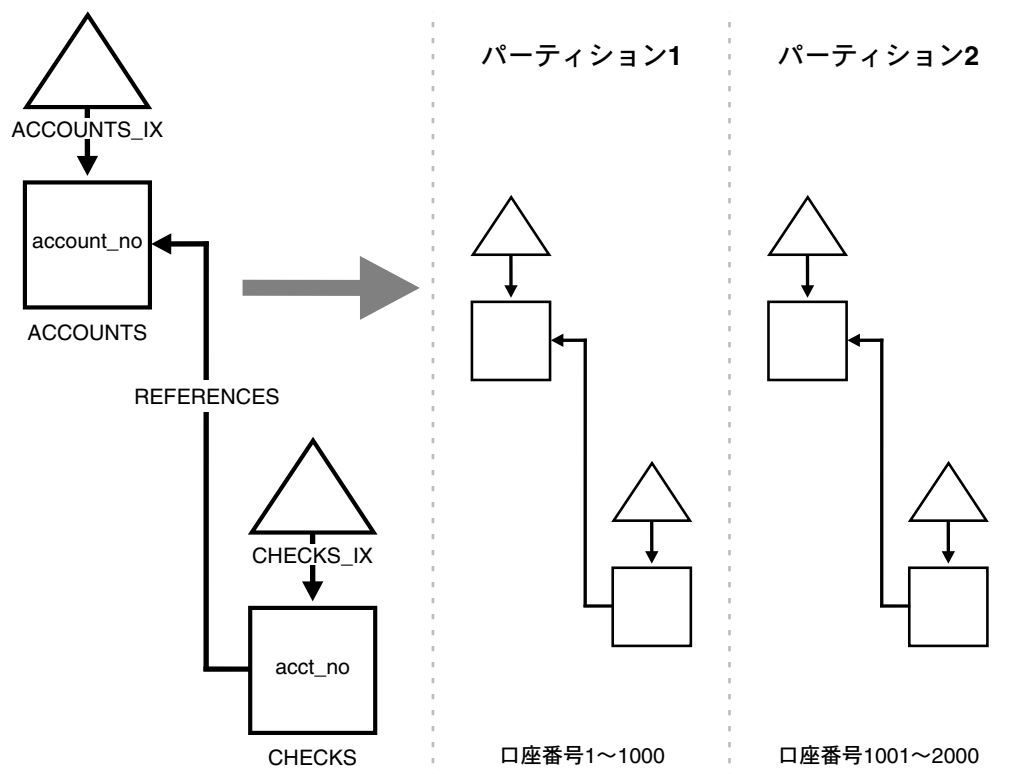 ACCOUNTS_IX
account_no
ACCOUNTS
REFERENCES
CHECKS_IX
acct_no
CHECKS
パーティション1
口座番号1～1000
パーティション2
口座番号1001～2000